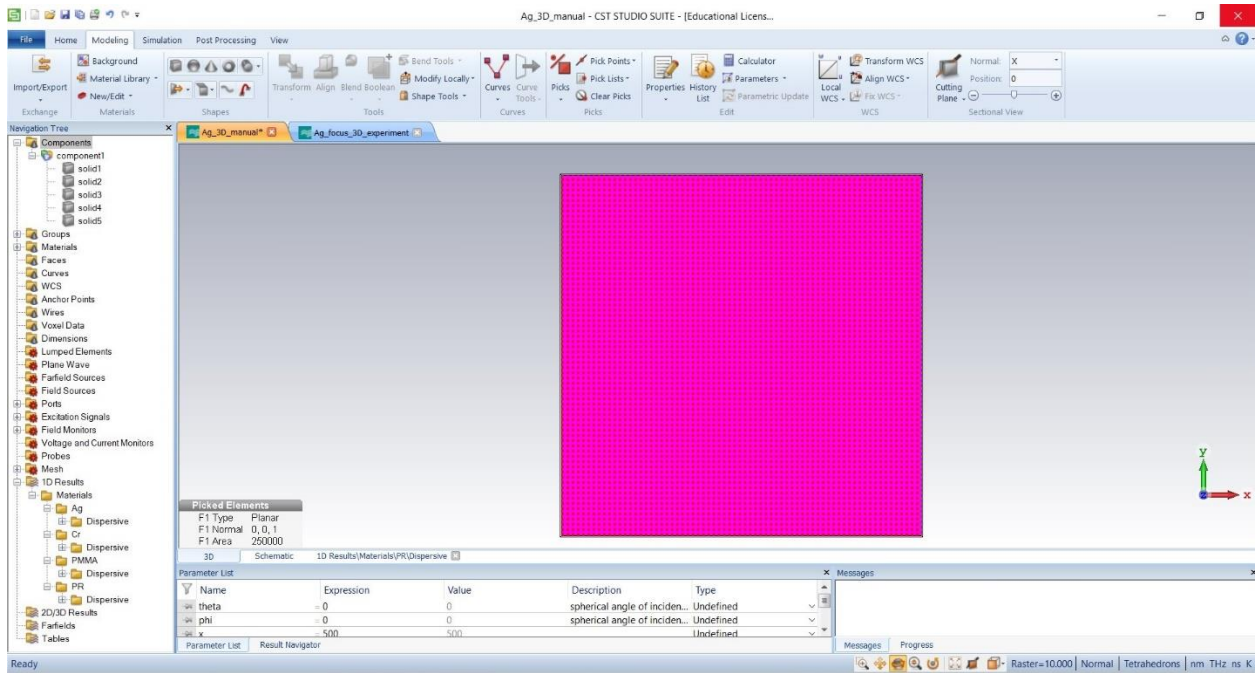 Ag_3D_manual - CST STUDIO SUITE - [Educational Licens...
File Home Modeling Simulation Post Processing View
Import/Export
Background
Material Library
New/Edit
Exchange
Materials
Shapes
Transform Align Blend Boolean
Bend Tools
Modify Locally
Shape Tools
Tools
Curves
Curve Tools
Curves
Picks
Pick Points
Pick Lists
Clear Picks
Picks
Properties
History List
Calculator
Parameters
Parametric Update
Edit
Local WCS
Transform WCS
Align WCS
Fix WCS
WCS
Cutting Plane
Normal: X
Position: 0
Sectional View
Navigation Tree
Components
component1
solid1
solid2
solid3
solid4
solid5
Groups
Materials
Faces
Curves
WCS
Anchor Points
Wires
Voxel Data
Dimensions
Lumped Elements
Plane Wave
Farfield Sources
Field Sources
Ports
Excitation Signals
Field Monitors
Voltage and Current Monitors
Probes
Mesh
1D Results
Materials
Ag
Dispersive
Cr
Dispersive
PMMA
Dispersive
PR
Dispersive
2D/3D Results
Farfields
Tables
Ag_3D_manual*
Ag_focus_3D_experiment
y
x
Picked Elements
F1 Type Planar
F1 Normal 0, 0, 1
F1 Area 250000
3D Schematic 1D Results\Materials\PR\Dispersive
Parameter List
Name Expression Value Description Type
theta = 0 0 spherical angle of inciden... Undefined
phi = 0 0 spherical angle of inciden... Undefined
x = 500 500 Undefined
Parameter List Result Navigator
Messages
Messages Progress
Ready
Raster=10.000 Normal Tetrahedrons nm THz ns K